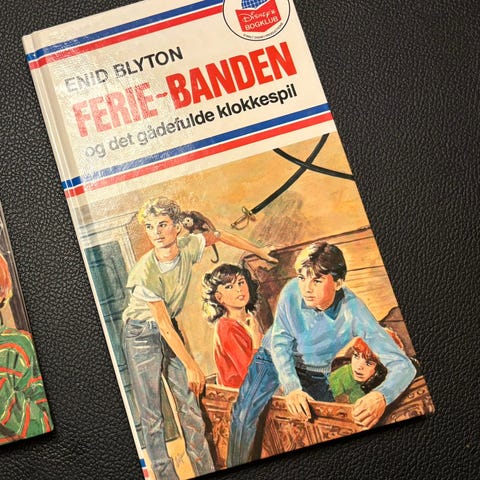 DISNEY'S
BOGKLUB
ENID BLYTON
FERIE-BANDEN
og det gådefulde klokkespil